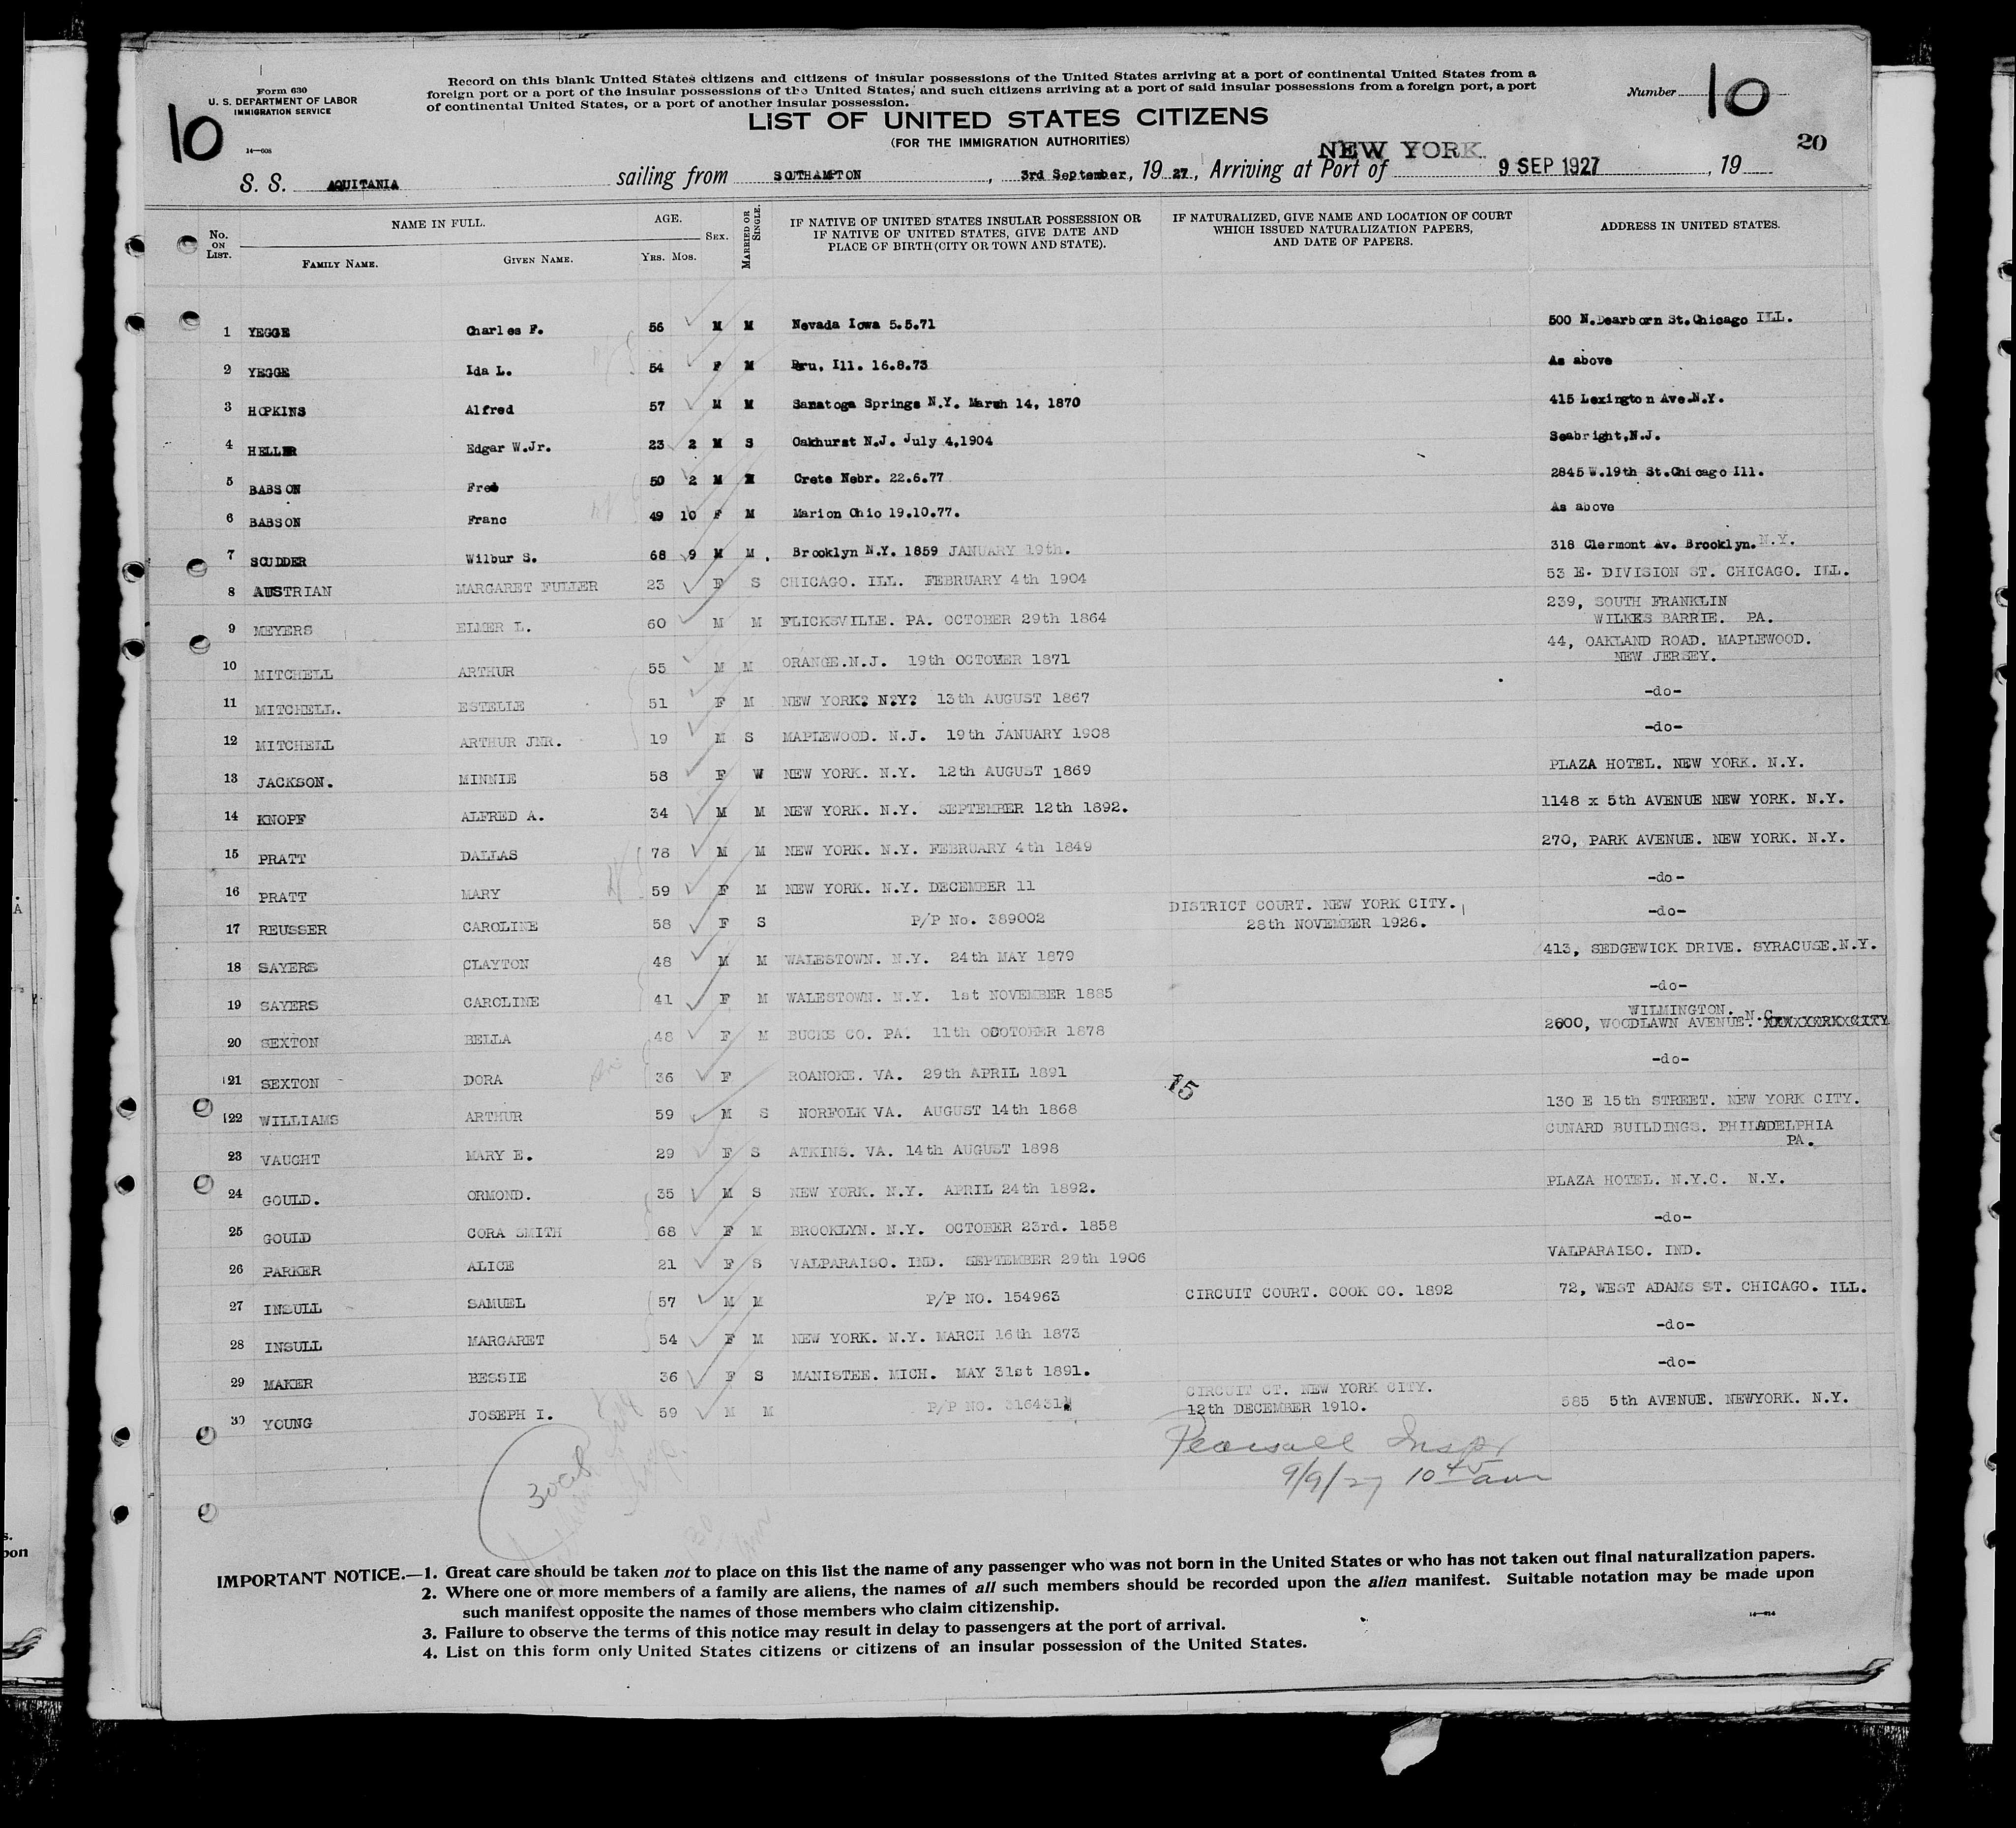 Form 630
U. S. DEPARTMENT OF LABOR
IMMIGRATION SERVICE
14—608
10
Record on this blank United States citizens and citizens of insular possessions of the United States arriving at a port of continental United States from a
foreign port or a port of the insular possessions of the United States, and such citizens arriving at a port of said insular possessions from a foreign port, a port
of continental United States, or a port of another insular possession.
Number 10
20
LIST OF UNITED STATES CITIZENS
(FOR THE IMMIGRATION AUTHORITIES)
S. S. AQUITANIA sailing from SOUTHAMPTON, 3rd September, 19 27, Arriving at Port of NEW YORK. 9 SEP 1927, 19
No. ON LIST. NAME IN FULL. FAMILY NAME. GIVEN NAME. AGE. YRS. MOS. SEX. MARRIED OR SINGLE. IF NATIVE OF UNITED STATES INSULAR POSSESSION OR IF NATIVE OF UNITED STATES, GIVE DATE AND PLACE OF BIRTH (CITY OR TOWN AND STATE). IF NATURALIZED, GIVE NAME AND LOCATION OF COURT WHICH ISSUED NATURALIZATION PAPERS, AND DATE OF PAPERS. ADDRESS IN UNITED STATES.
1 YEGGE Charles F. 56 M M Nevada Iowa 5.5.71 500 N.Dearborn St.Chicago ILL.
2 YEGGE Ida L. 54 F M Peru. Ill. 16.8.73 As above
3 HOPKINS Alfred 57 M M Saratoga Springs N.Y. March 14, 1870 415 Lexington Ave.N.Y.
4 HELLER Edgar W.Jr. 23 2 M S Oakhurst N.J. July 4,1904 Seabright,N.J.
5 BABSON Fred 50 2 M M Crete Nebr. 22.6.77 2845 W.19th St.Chicago Ill.
6 BABSON Franc 49 10 F M Marion Ohio 19.10.77. As above
7 SCUDDER Wilbur S. 68 9 M M. Brooklyn N.Y. 1859 JANUARY 19th. 318 Clermont Av. Brooklyn. N.Y.
8 AUSTRIAN MARGARET FULLER 23 F S CHICAGO. ILL. FEBRUARY 4th 1904 53 E. DIVISION ST. CHICAGO. ILL.
9 MEYERS ELMER L. 60 M M FLICKSVILLE. PA. OCTOBER 29th 1864 239, SOUTH FRANKLIN
WILKES BARRIE. PA.
10 MITCHELL ARTHUR 55 M M ORANGE.N.J. 19th OCTOVER 1871 44, OAKLAND ROAD. MAPLEWOOD.
NEW JERSEY.
11 MITCHELL. ESTELLE 51 F M NEW YORK? N?Y? 13th AUGUST 1867 -do-
12 MITCHELL ARTHUR JNR. 19 M S MAPLEWOOD. N.J. 19th JANUARY 1908 -do-
13 JACKSON. MINNIE 58 F W NEW YORK. N.Y. 12th AUGUST 1869 PLAZA HOTEL. NEW YORK. N.Y.
14 KNOPF ALFRED A. 34 M M NEW YORK. N.Y. SEPTEMBER 12th 1892. 1148 x 5th AVENUE NEW YORK. N.Y.
15 PRATT DALLAS 78 M M NEW YORK. N.Y. FEBRUARY 4th 1849 270, PARK AVENUE. NEW YORK. N.Y.
16 PRATT MARY 59 F M NEW YORK. N.Y. DECEMBER 11 -do-
17 REUSSER CAROLINE 58 F S P/P No. 389002 DISTRICT COURT. NEW YORK CITY. -do-
28th NOVEMBER 1926.
18 SAYERS CLAYTON 48 M M WALESTOWN. N.Y. 24th MAY 1879 413, SEDGEWICK DRIVE. SYRACUSE.N.Y.
19 SAYERS CAROLINE 41 F M WALESTOWN. N.Y. 1st NOVEMBER 1885 -do-
WILMINGTON. N.C.
20 SEXTON BELLA 48 F M BUCKS CO. PA. 11th OCOTOBER 1878 2600, WOODLAWN AVENUE. NEW YORK CITY
21 SEXTON DORA 36 F ROANOKE. VA. 29th APRIL 1891 -do-
15
22 WILLIAMS ARTHUR 59 M S NORFOLK VA. AUGUST 14th 1868 130 E 15th STREET. NEW YORK CITY.
23 VAUGHT MARY E. 29 F S ATKINS. VA. 14th AUGUST 1898 CUNARD BUILDINGS. PHILADELPHIA
PA.
24 GOULD. ORMOND. 35 M S NEW YORK. N.Y. APRIL 24th 1892. PLAZA HOTEL. N.Y.C. N.Y.
25 GOULD CORA SMITH 68 F M BROOKLYN. N.Y. OCTOBER 23rd. 1858 -do-
26 PARKER ALICE 21 F S VALPARAISO. IND. SEPTEMBER 29th 1906 VALPARAISO. IND.
27 INSULL SAMUEL 57 M M P/P NO. 154963 CIRCUIT COURT. COOK CO. 1892 72, WEST ADAMS ST. CHICAGO. ILL.
28 INSULL MARGARET 54 F M NEW YORK. N.Y. MARCH 16th 1873 -do-
29 MAKER BESSIE 36 F S MANISTEE. MICH. MAY 31st 1891. -do-
30 YOUNG JOSEPH I. 59 M M P/P NO. 316431 CIRCUIT CT. NEW YORK CITY. 585 5th AVENUE. NEWYORK. N.Y.
12th DECEMBER 1910.
Pearsall Inspr
9/9/27 10 45 am
30
IMPORTANT NOTICE.—1. Great care should be taken not to place on this list the name of any passenger who was not born in the United States or who has not taken out final naturalization papers.
2. Where one or more members of a family are aliens, the names of all such members should be recorded upon the alien manifest. Suitable notation may be made upon
such manifest opposite the names of those members who claim citizenship.
3. Failure to observe the terms of this notice may result in delay to passengers at the port of arrival.
4. List on this form only United States citizens or citizens of an insular possession of the United States.